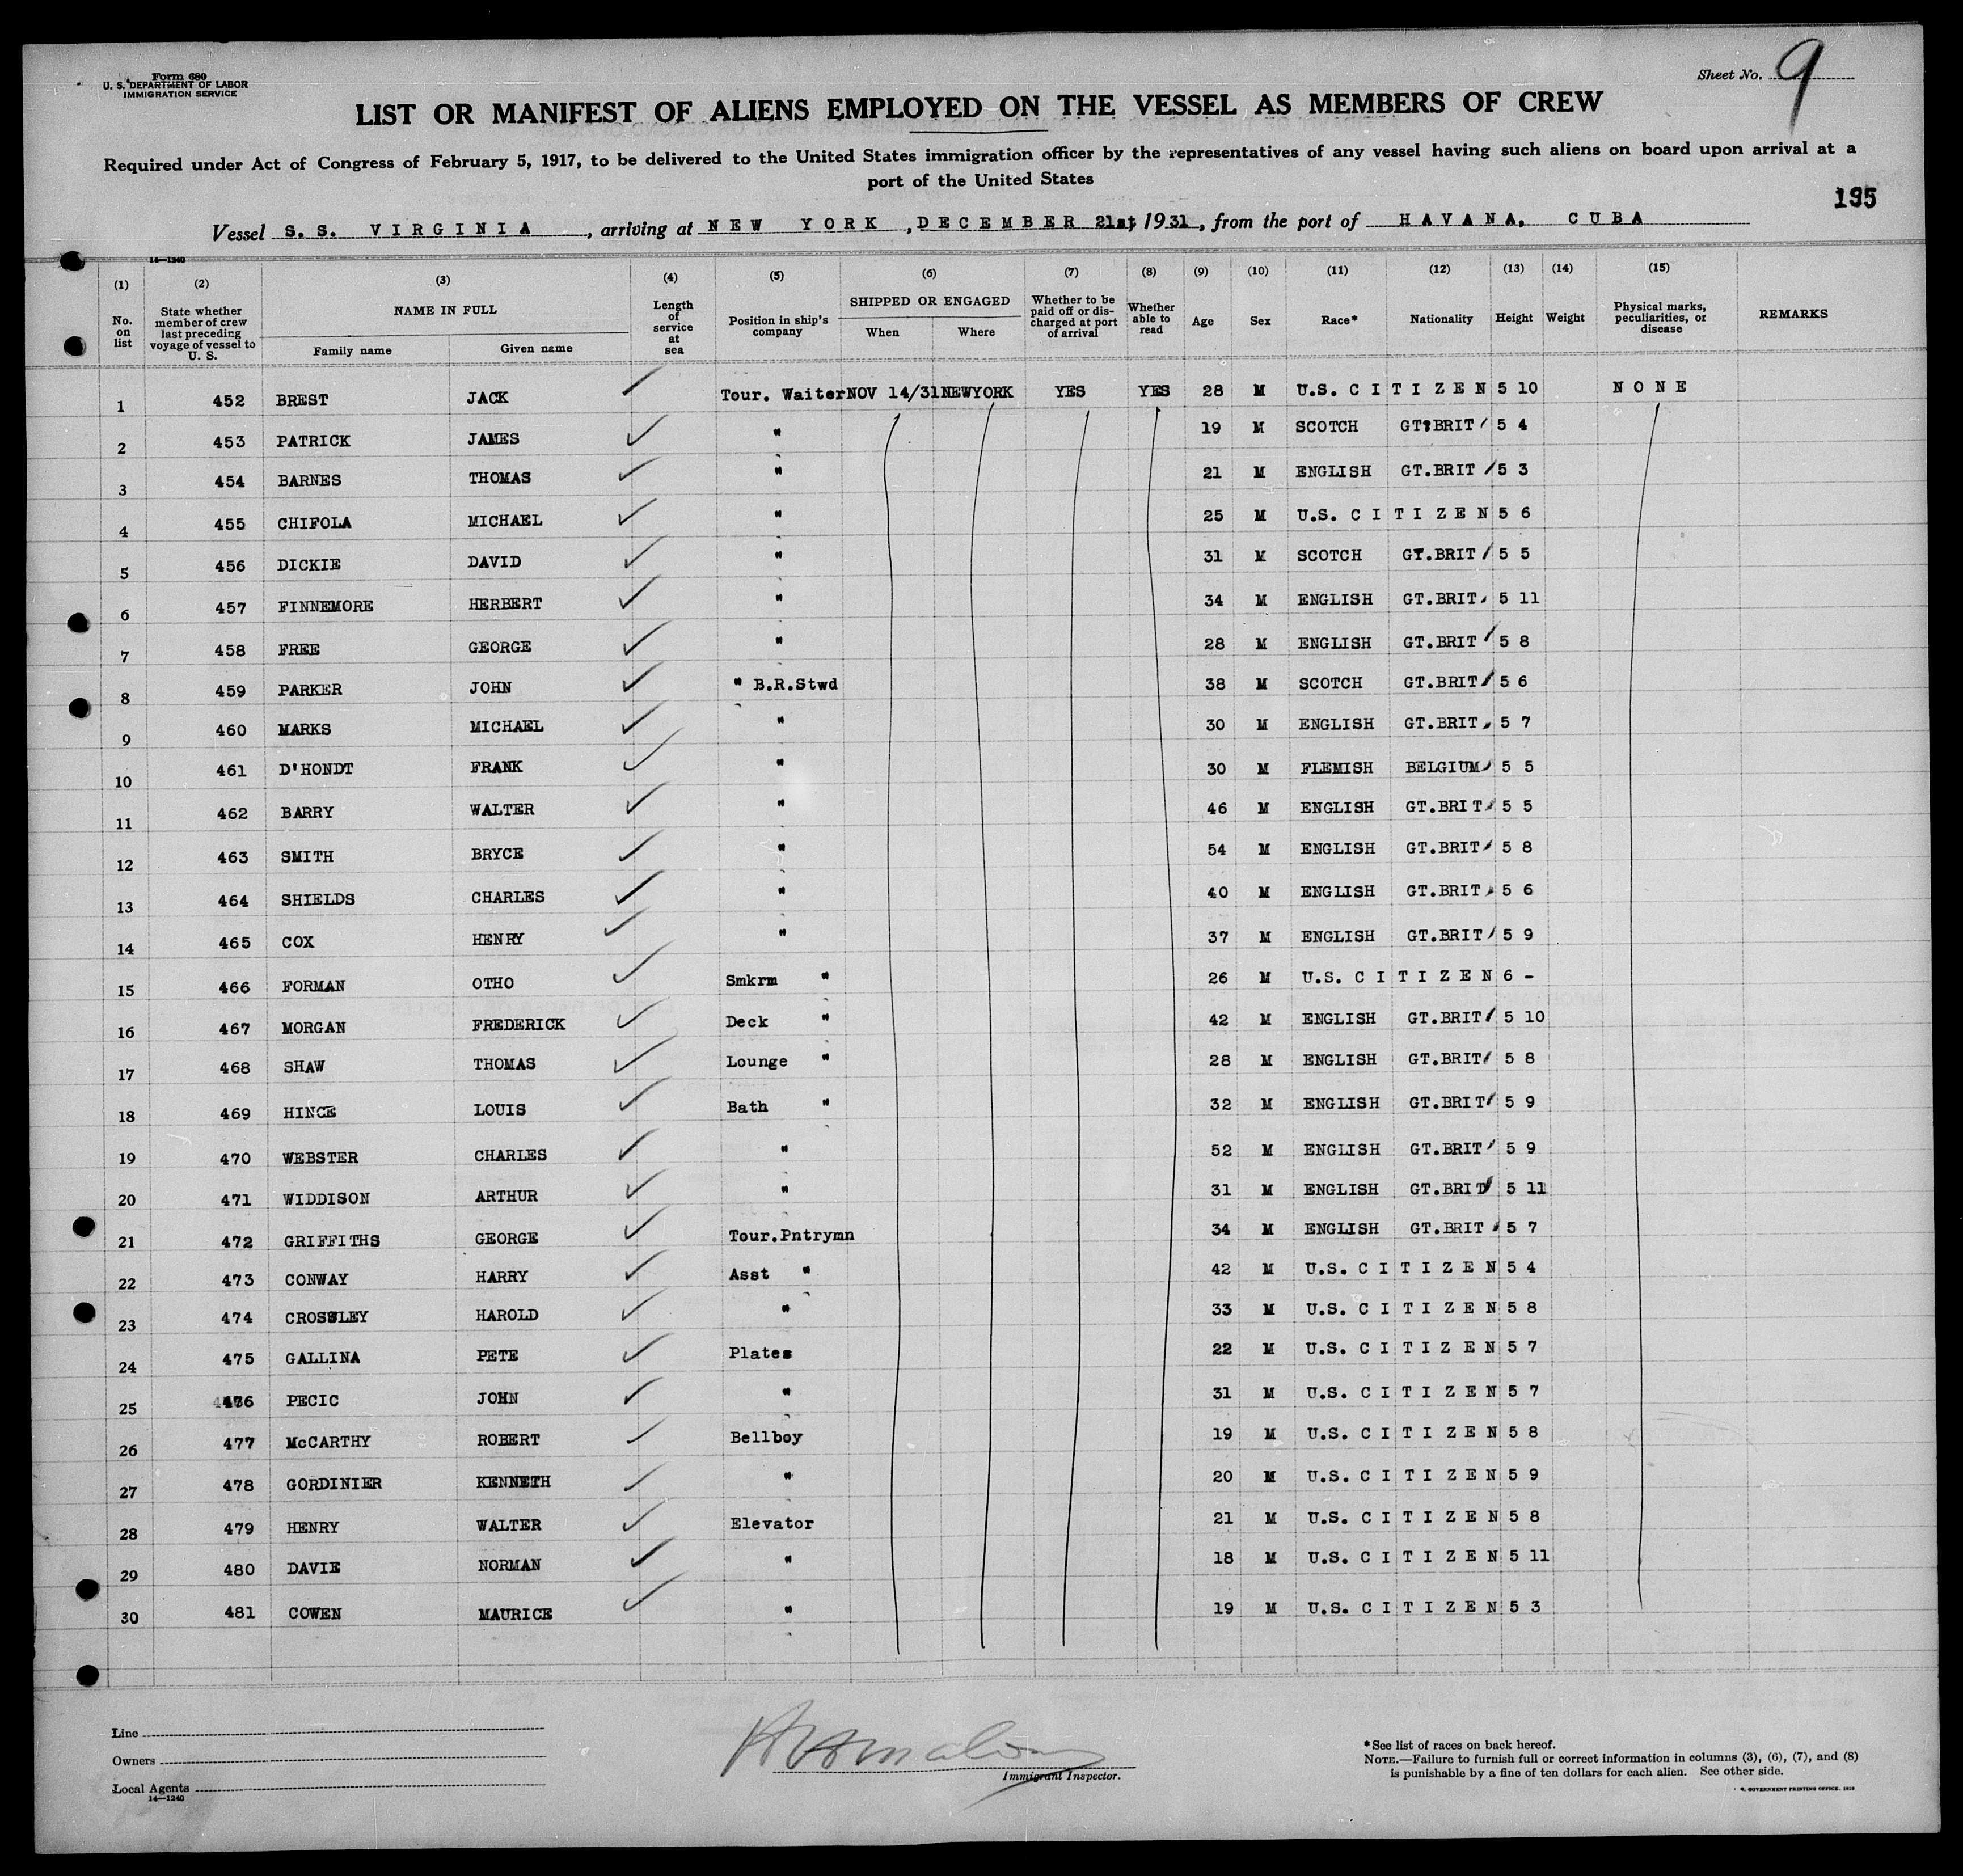 Form 680
U. S. DEPARTMENT OF LABOR
IMMIGRATION SERVICE
Sheet No. 9
LIST OR MANIFEST OF ALIENS EMPLOYED ON THE VESSEL AS MEMBERS OF CREW
Required under Act of Congress of February 5, 1917, to be delivered to the United States immigration officer by the representatives of any vessel having such aliens on board upon arrival at a
port of the United States
195
Vessel S.S. VIRGINIA, arriving at NEW YORK, DECEMBER 21st, 1931, from the port of HAVANA, CUBA
14—1240
(1) (2) (3) (4) (5) (6) (7) (8) (9) (10) (11) (12) (13) (14) (15)
No. on list
State whether member of crew last preceding voyage of vessel to U. S.
NAME IN FULL
Family name Given name
Length of service at sea
Position in ship's company
SHIPPED OR ENGAGED
When Where
Whether to be paid off or discharged at port of arrival
Whether able to read
Age Sex Race* Nationality Height Weight
Physical marks, peculiarities, or disease
REMARKS
1 452 BREST JACK Tour. Waiter NOV 14/31 NEWYORK YES YES 28 M U.S. CITIZEN 5 10 NONE
2 453 PATRICK JAMES " 19 M SCOTCH GT?BRIT 5 4
3 454 BARNES THOMAS " 21 M ENGLISH GT.BRIT 5 3
4 455 CHIFOLA MICHAEL " 25 M U.S. CITIZEN 5 6
5 456 DICKIE DAVID " 31 M SCOTCH GT.BRIT 5 5
6 457 FINNEMORE HERBERT " 34 M ENGLISH GT.BRIT 5 11
7 458 FREE GEORGE " 28 M ENGLISH GT.BRIT 5 8
8 459 PARKER JOHN " B.R.Stwd 38 M SCOTCH GT.BRIT 5 6
9 460 MARKS MICHAEL " 30 M ENGLISH GT.BRIT 5 7
10 461 D'HONDT FRANK " 30 M FLEMISH BELGIUM 5 5
11 462 BARRY WALTER " 46 M ENGLISH GT.BRIT 5 5
12 463 SMITH BRYCE " 54 M ENGLISH GT.BRIT 5 8
13 464 SHIELDS CHARLES " 40 M ENGLISH GT.BRIT 5 6
14 465 COX HENRY " 37 M ENGLISH GT.BRIT 5 9
15 466 FORMAN OTHO Smkrm " 26 M U.S. CITIZEN 6 -
16 467 MORGAN FREDERICK Deck " 42 M ENGLISH GT.BRIT 5 10
17 468 SHAW THOMAS Lounge " 28 M ENGLISH GT.BRIT 5 8
18 469 HINCE LOUIS Bath " 32 M ENGLISH GT.BRIT 5 9
19 470 WEBSTER CHARLES " 52 M ENGLISH GT.BRIT 5 9
20 471 WIDDISON ARTHUR " 31 M ENGLISH GT.BRIT 5 11
21 472 GRIFFITHS GEORGE Tour.Pntrymn 34 M ENGLISH GT.BRIT 5 7
22 473 CONWAY HARRY Asst " 42 M U.S. CITIZEN 5 4
23 474 CROSSLEY HAROLD " 33 M U.S. CITIZEN 5 8
24 475 GALLINA PETE Plates 22 M U.S. CITIZEN 5 7
25 476 PECIC JOHN " 31 M U.S. CITIZEN 5 7
26 477 McCARTHY ROBERT Bellboy 19 M U.S. CITIZEN 5 8
27 478 GORDINIER KENNETH " 20 M U.S. CITIZEN 5 9
28 479 HENRY WALTER Elevator 21 M U.S. CITIZEN 5 8
29 480 DAVIE NORMAN " 18 M U.S. CITIZEN 5 11
30 481 COWEN MAURICE " 19 M U.S. CITIZEN 5 3
Line
Owners
Local Agents
14—1240
Immigrant Inspector.
*See list of races on back hereof.
NOTE.—Failure to furnish full or correct information in columns (3), (6), (7), and (8)
is punishable by a fine of ten dollars for each alien. See other side.
GOVERNMENT PRINTING OFFICE